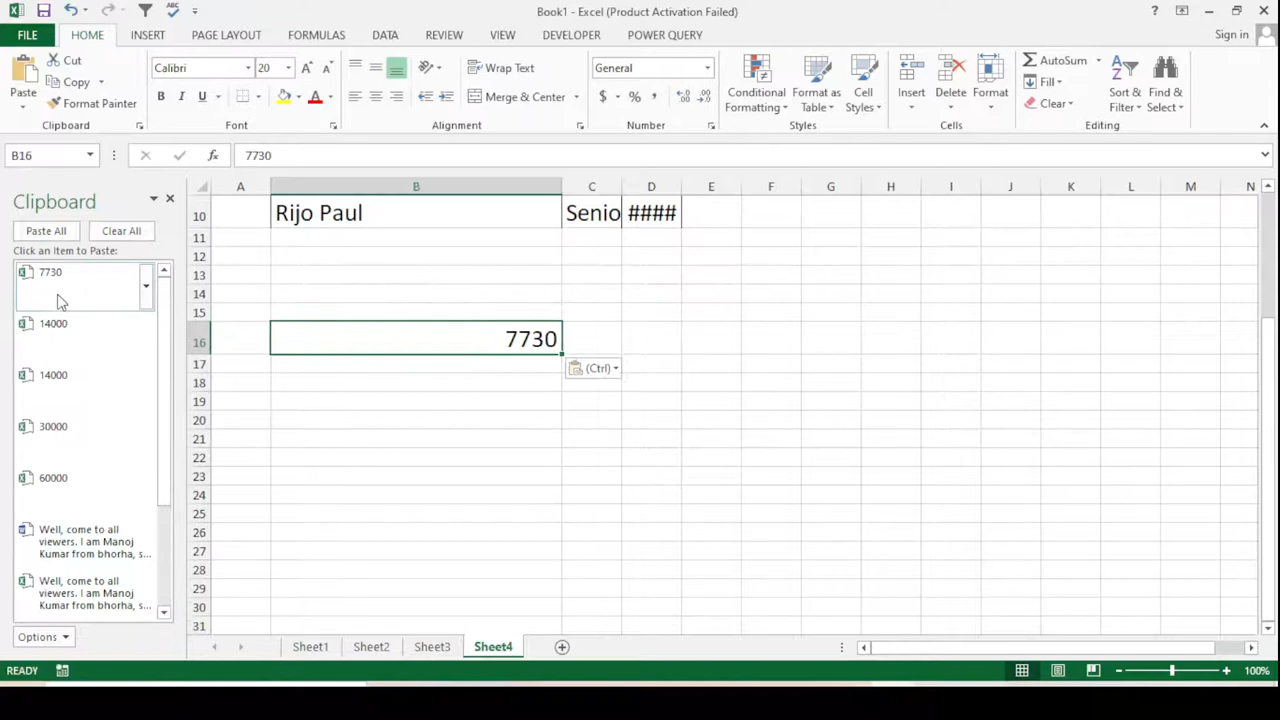 Book1 - Excel (Product Activation Failed)
FILE HOME INSERT PAGE LAYOUT FORMULAS DATA REVIEW VIEW DEVELOPER POWER QUERY Sign in
Paste
Cut
Copy
Format Painter
Clipboard
Calibri 20
B I U
Font
Wrap Text
Merge & Center
Alignment
General
$ % ,
Number
Conditional Formatting
Format as Table
Cell Styles
Styles
Insert Delete Format
Cells
AutoSum
Fill
Clear
Sort & Filter
Find & Select
Editing
B16 fx 7730
Clipboard
Paste All Clear All
Click an Item to Paste:
7730
14000
14000
30000
60000
Well, come to all
viewers. I am Manoj
Kumar from bhorha, s...
Well, come to all
viewers. I am Manoj
Kumar from bhorha, s...
Options
A B C D E F G H I J K L M N
10 Rijo Paul Senio ####
11
12
13
14
15
16 7730
(Ctrl)
17
18
19
20
21
22
23
24
25
26
27
28
29
30
31
Sheet1 Sheet2 Sheet3 Sheet4
READY 100%